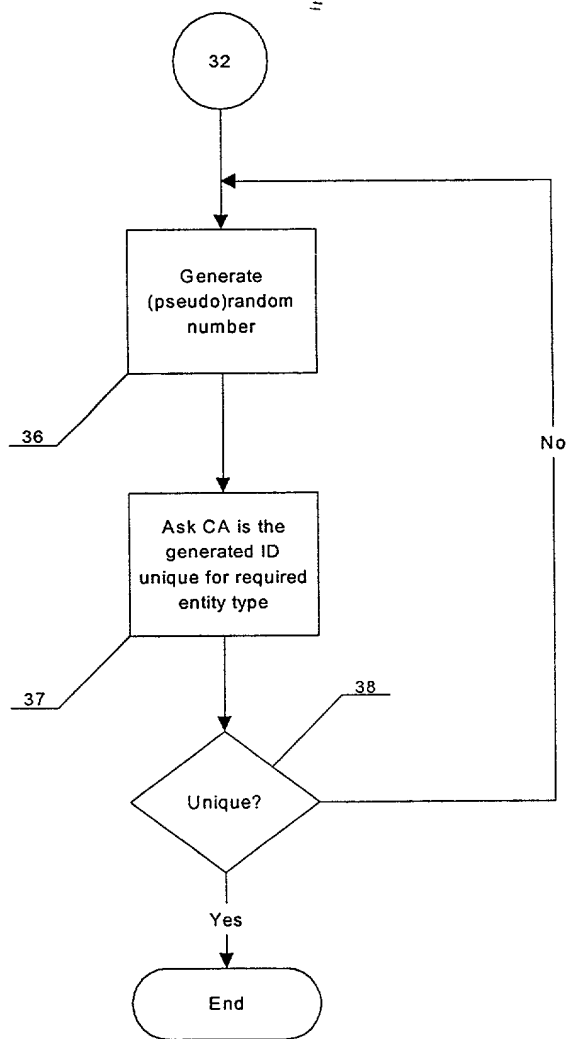 32
Generate
(pseudo)random
number
36
No
Ask CA is the
generated ID
unique for required
entity type
37
38
Unique?
Yes
End